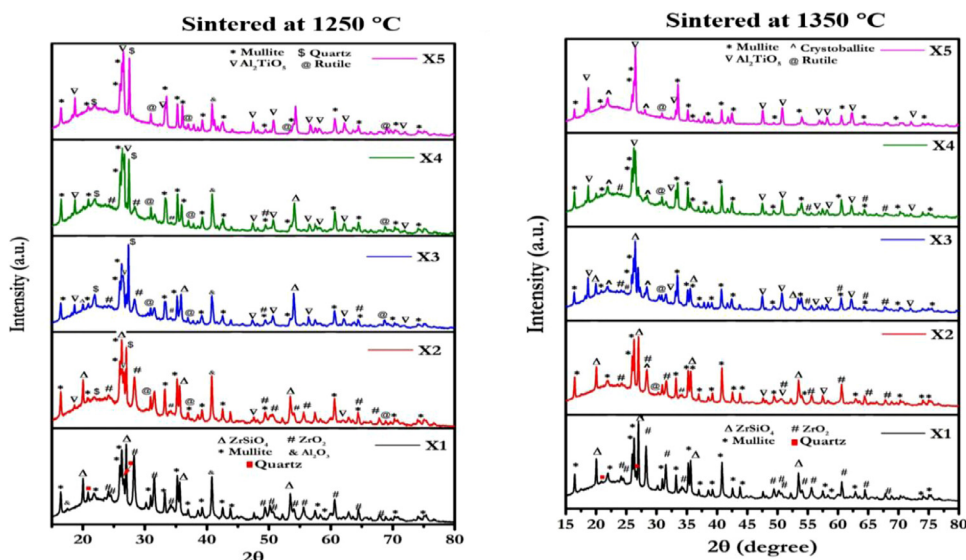 Sintered at 1250 °C
* Mullite $ Quartz
∇ Al₂TiO₅ @ Rutile
X5
X4
X3
X2
Δ ZrSiO₄ # ZrO₂
* Mullite & Al₂O₃
Quartz
X1
Intensity (a.u.)
20 30 40 50 60 70 80
2θ
Sintered at 1350 °C
* Mullite ^ Crystoballite
∇ Al₂TiO₅ @ Rutile
X5
X4
X3
X2
Δ ZrSiO₄ # ZrO₂
* Mullite Quartz
X1
Intensity (a.u.)
15 20 25 30 35 40 45 50 55 60 65 70 75 80
2θ (degree)